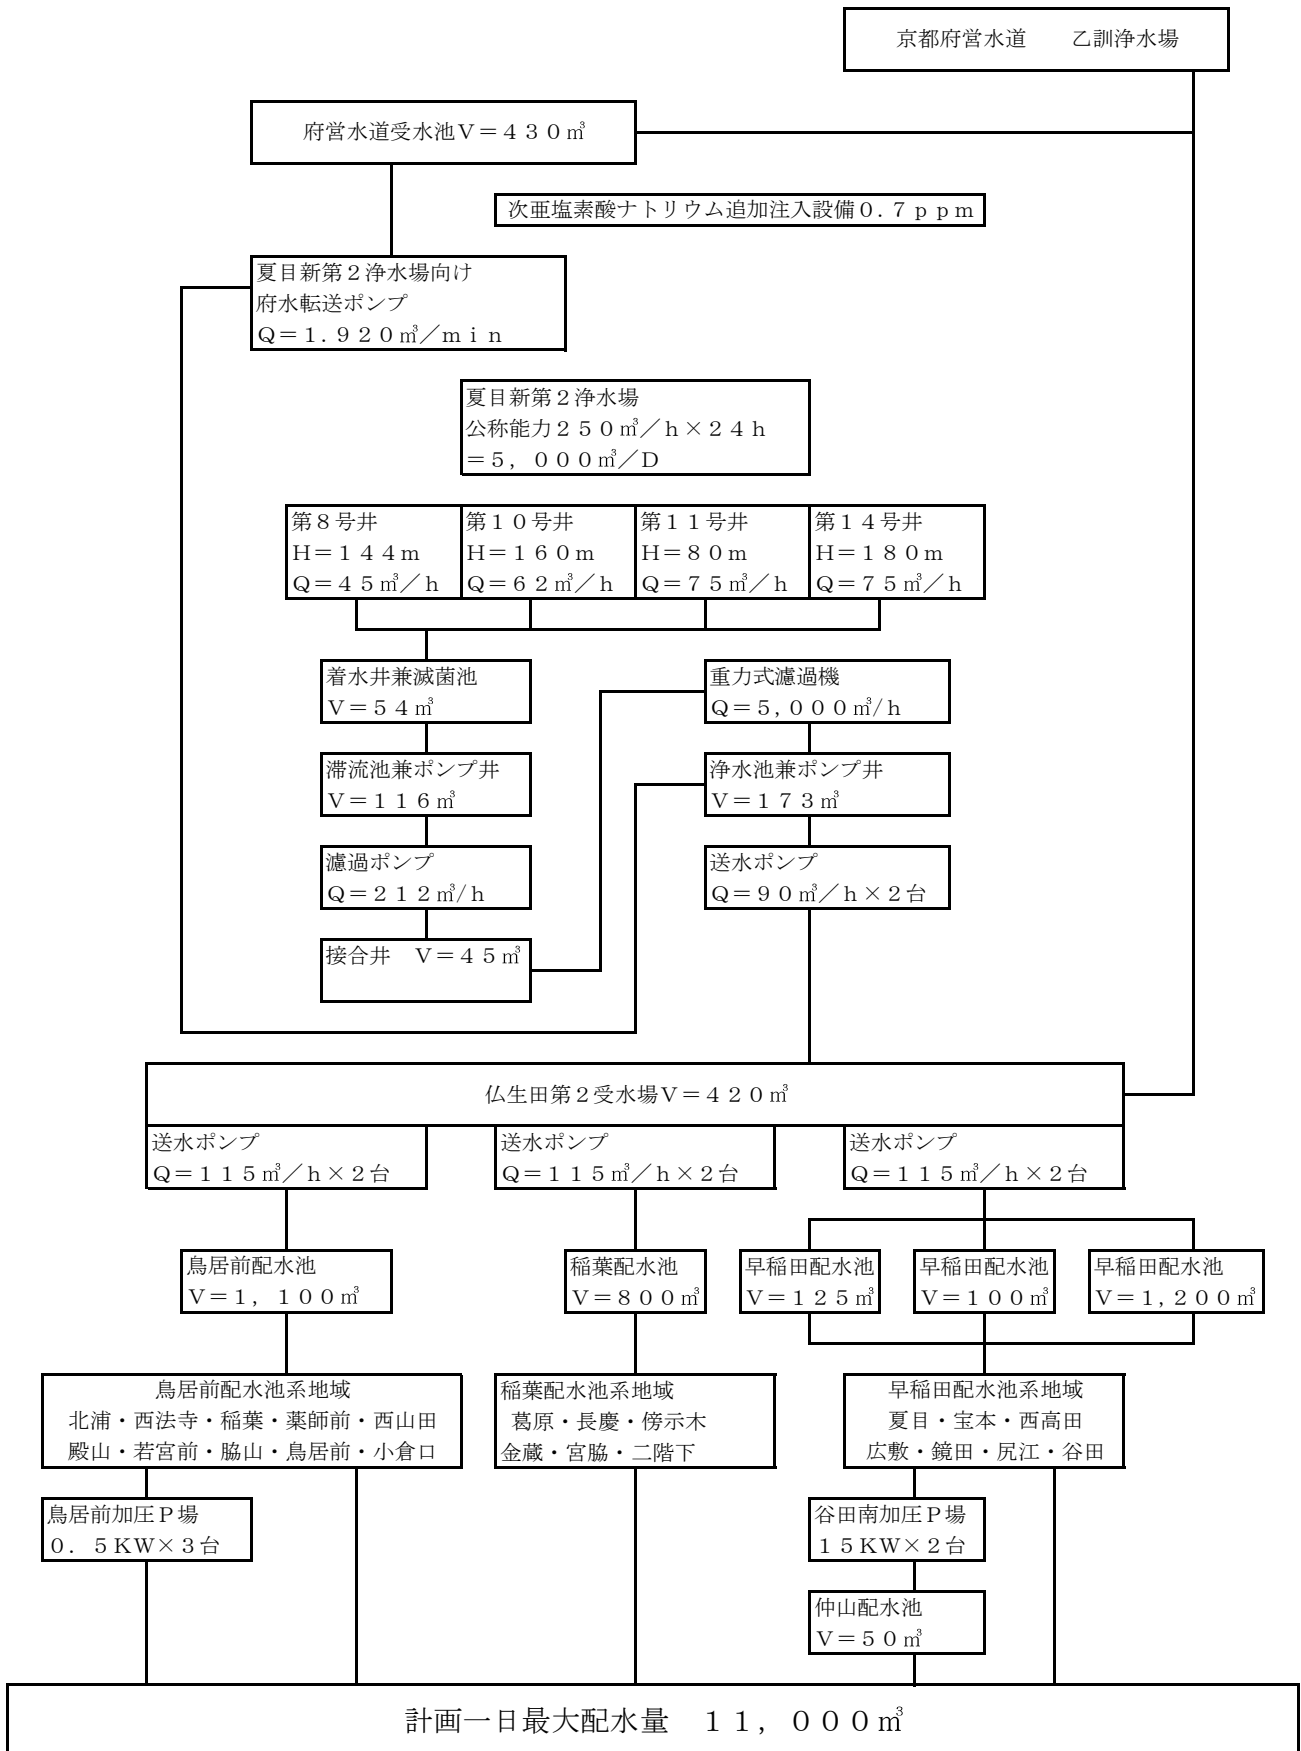 京都府営水道　　乙訓浄水場
府営水道受水池Ｖ＝４３０㎥
次亜塩素酸ナトリウム追加注入設備０．７ｐｐｍ
夏目新第２浄水場向け
府水転送ポンプ
Ｑ＝１．９２０㎥／ｍｉｎ
夏目新第２浄水場
公称能力２５０㎥／ｈ×２４ｈ
＝５，０００㎥／Ｄ
第８号井
Ｈ＝１４４ｍ
Ｑ＝４５㎥／ｈ
第１０号井
Ｈ＝１６０ｍ
Ｑ＝６２㎥／ｈ
第１１号井
Ｈ＝８０ｍ
Ｑ＝７５㎥／ｈ
第１４号井
Ｈ＝１８０ｍ
Ｑ＝７５㎥／ｈ
着水井兼滅菌池
Ｖ＝５４㎥
滞流池兼ポンプ井
Ｖ＝１１６㎥
濾過ポンプ
Ｑ＝２１２㎥/ｈ
接合井　Ｖ＝４５㎥
重力式濾過機
Ｑ＝５，０００㎥/ｈ
浄水池兼ポンプ井
Ｖ＝１７３㎥
送水ポンプ
Ｑ＝９０㎥／ｈ×２台
仏生田第２受水場Ｖ＝４２０㎥
送水ポンプ
Ｑ＝１１５㎥／ｈ×２台
送水ポンプ
Ｑ＝１１５㎥／ｈ×２台
送水ポンプ
Ｑ＝１１５㎥／ｈ×２台
鳥居前配水池
Ｖ＝１，１００㎥
稲葉配水池
Ｖ＝８００㎥
早稲田配水池
Ｖ＝１２５㎥
早稲田配水池
Ｖ＝１００㎥
早稲田配水池
Ｖ＝１，２００㎥
鳥居前配水池系地域
北浦・西法寺・稲葉・薬師前・西山田
殿山・若宮前・脇山・鳥居前・小倉口
稲葉配水池系地域
葛原・長慶・傍示木
金蔵・宮脇・二階下
早稲田配水池系地域
夏目・宝本・西高田
広敷・鏡田・尻江・谷田
鳥居前加圧Ｐ場
０．５ＫＷ×３台
谷田南加圧Ｐ場
１５ＫＷ×２台
仲山配水池
Ｖ＝５０㎥
計画一日最大配水量　１１，０００㎥